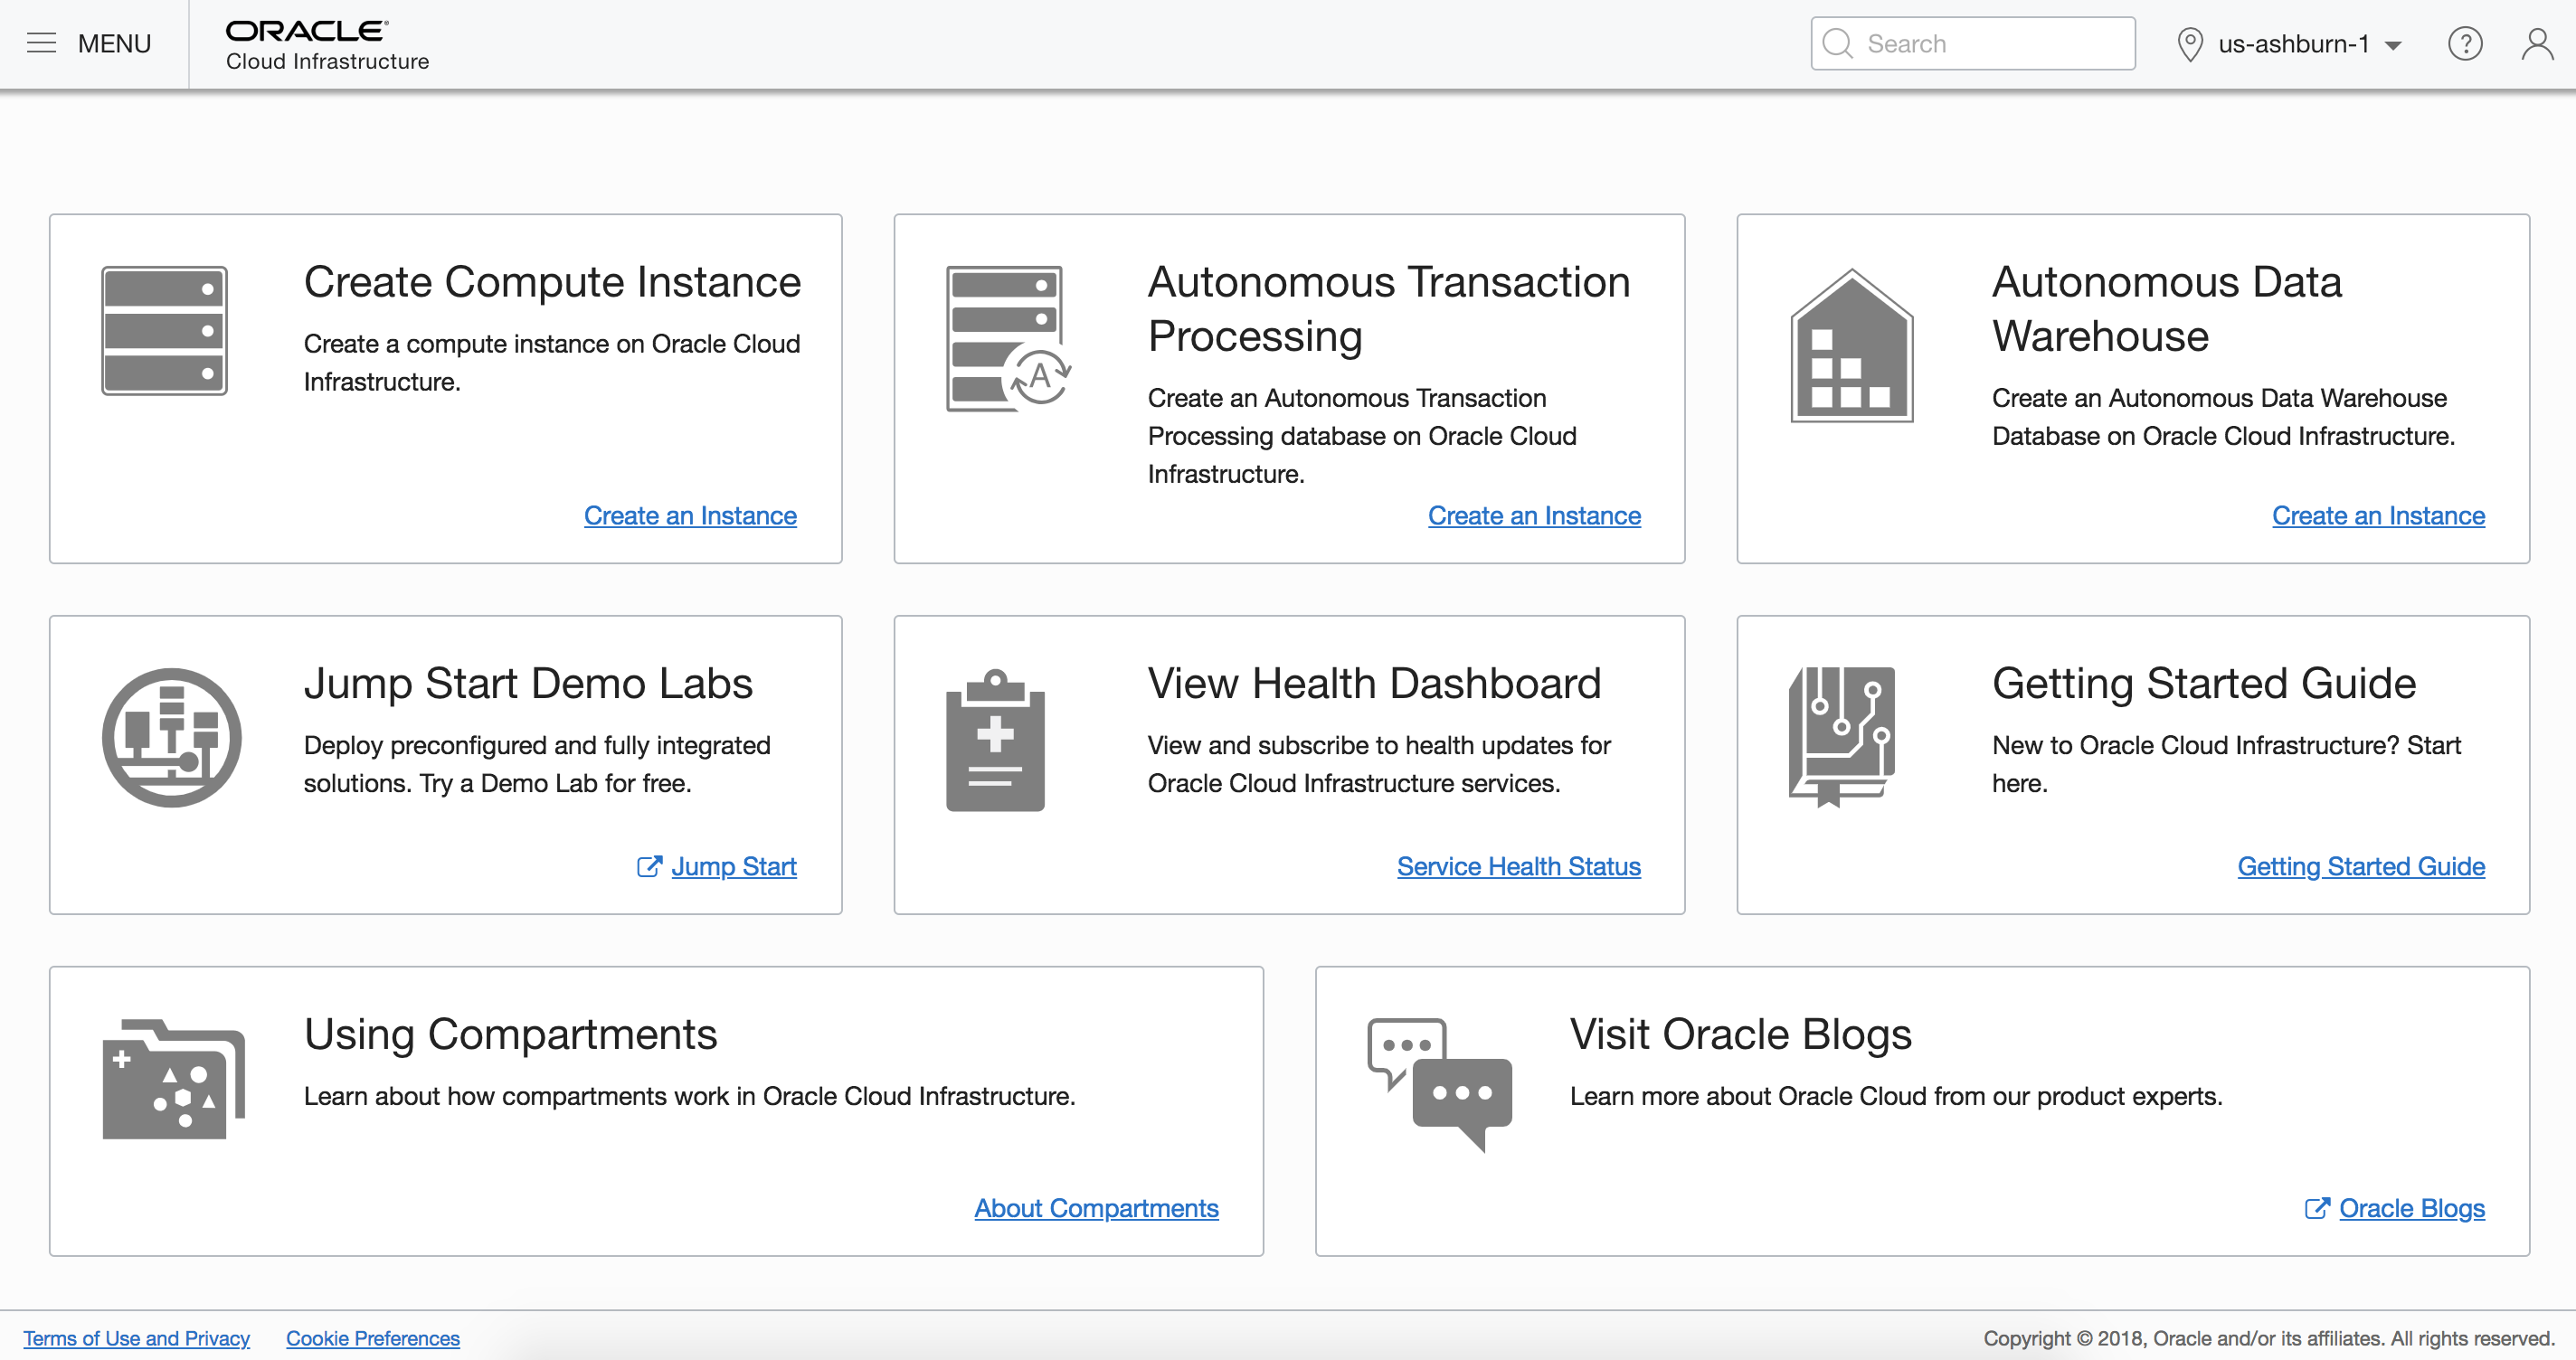 MENU
ORACLE®
Cloud Infrastructure
Search
us-ashburn-1
?
Create Compute Instance
Create a compute instance on Oracle Cloud
Infrastructure.
Create an Instance
A
Autonomous Transaction
Processing
Create an Autonomous Transaction
Processing database on Oracle Cloud
Infrastructure.
Create an Instance
Autonomous Data
Warehouse
Create an Autonomous Data Warehouse
Database on Oracle Cloud Infrastructure.
Create an Instance
Jump Start Demo Labs
Deploy preconfigured and fully integrated
solutions. Try a Demo Lab for free.
Jump Start
View Health Dashboard
View and subscribe to health updates for
Oracle Cloud Infrastructure services.
Service Health Status
Getting Started Guide
New to Oracle Cloud Infrastructure? Start
here.
Getting Started Guide
Using Compartments
Learn about how compartments work in Oracle Cloud Infrastructure.
About Compartments
Visit Oracle Blogs
Learn more about Oracle Cloud from our product experts.
Oracle Blogs
Terms of Use and Privacy
Cookie Preferences
Copyright © 2018, Oracle and/or its affiliates. All rights reserved.